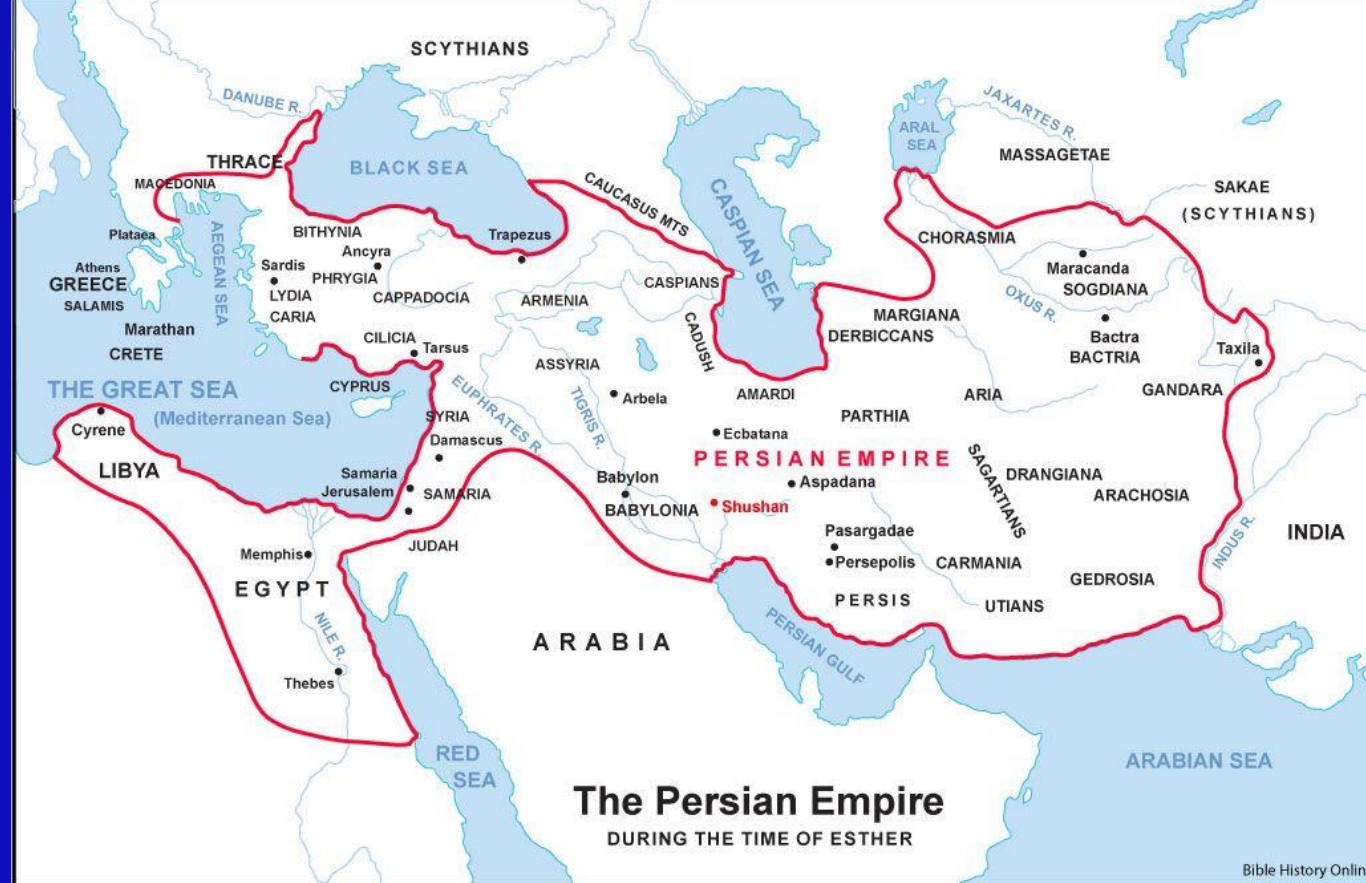 SCYTHIANS
DANUBE R.
JAXARTES R.
ARAL
SEA
MASSAGETAE
THRACE
BLACK SEA
MACEDONIA
CAUCASUS MTS
CASPIAN SEA
SAKAE
(SCYTHIANS)
Plataea
AEGEAN SEA
BITHYNIA
Trapezus
CHORASMIA
Ancyra
Athens
Sardis
PHRYGIA
Maracanda
GREECE
LYDIA
CAPPADOCIA
ARMENIA
CASPIANS
SOGDIANA
SALAMIS
CARIA
OXUS R.
MARGIANA
Marathan
CILICIA
Tarsus
CADUSH
DERBICCANS
Bactra
BACTRIA
Taxila
CRETE
ASSYRIA
THE GREAT SEA
CYPRUS
EUPHRATES R.
TIGRIS R.
Arbela
AMARDI
ARIA
GANDARA
(Mediterranean Sea)
SYRIA
PARTHIA
Cyrene
Damascus
Ecbatana
PERSIAN EMPIRE
SAGARTIANS
LIBYA
Samaria
Babylon
Aspadana
DRANGIANA
Jerusalem
SAMARIA
BABYLONIA
Shushan
ARACHOSIA
Pasargadae
INDUS R.
INDIA
JUDAH
Memphis
Persepolis
CARMANIA
EGYPT
GEDROSIA
PERSIS
UTIANS
NILE R.
ARABIA
PERSIAN GULF
Thebes
RED
SEA
ARABIAN SEA
The Persian Empire
DURING THE TIME OF ESTHER
Bible History Onlin